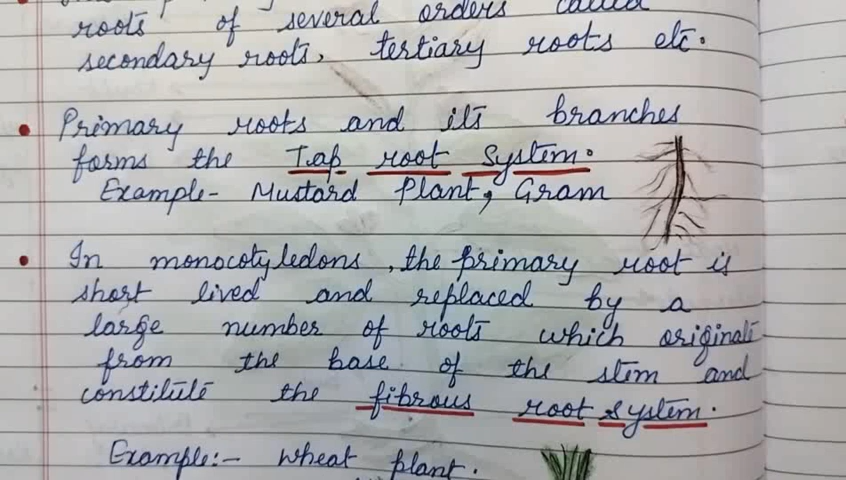 roots of several orders called
secondary roots, tertiary roots etc.
Primary roots and its branches
forms the Tap root System.
Example- Mustard Plant, Gram
In monocotyledons, the primary root is
short lived and replaced by a
large number of roots which originate
from the base of the stem and
constitute the fibrous root system.
Example:- wheat plant.